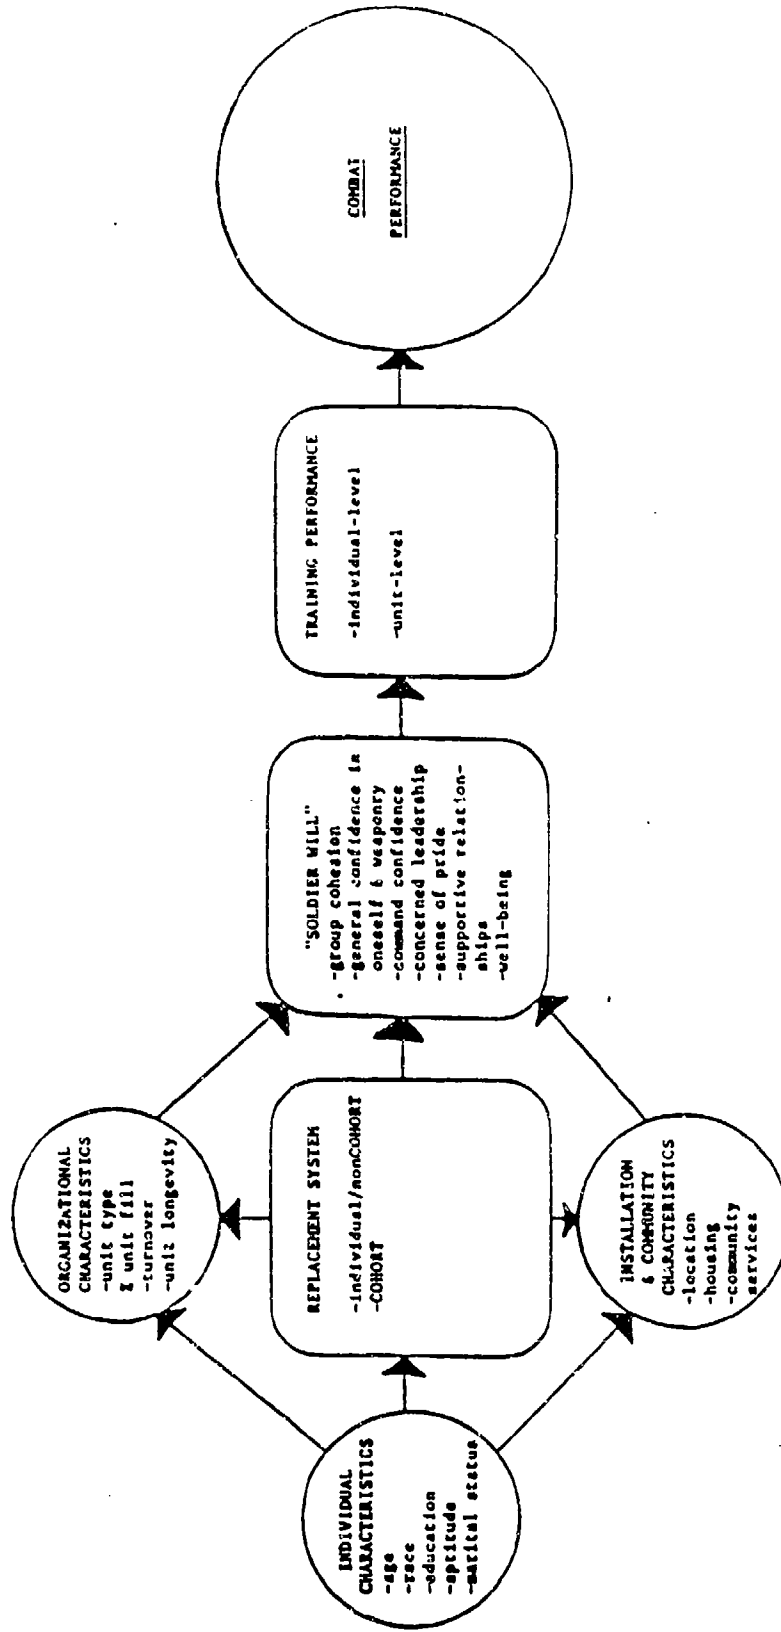 INDIVIDUAL
CHARACTERISTICS
-age
-race
-education
-aptitude
-marital status
ORGANIZATIONAL
CHARACTERISTICS
-unit type
& unit fill
-turnover
-unit longevity
REPLACEMENT SYSTEM
-individual/nonCOHORT
-COHORT
INSTALLATION
& COMMUNITY
CHARACTERISTICS
-location
-housing
-community
services
"SOLDIER WILL"
-group cohesion
-general confidence in
oneself & weaponry
-command confidence
-concerned leadership
-sense of pride
-supportive relation-
ships
-well-being
TRAINING PERFORMANCE
-individual-level
-unit-level
COMBAT
PERFORMANCE